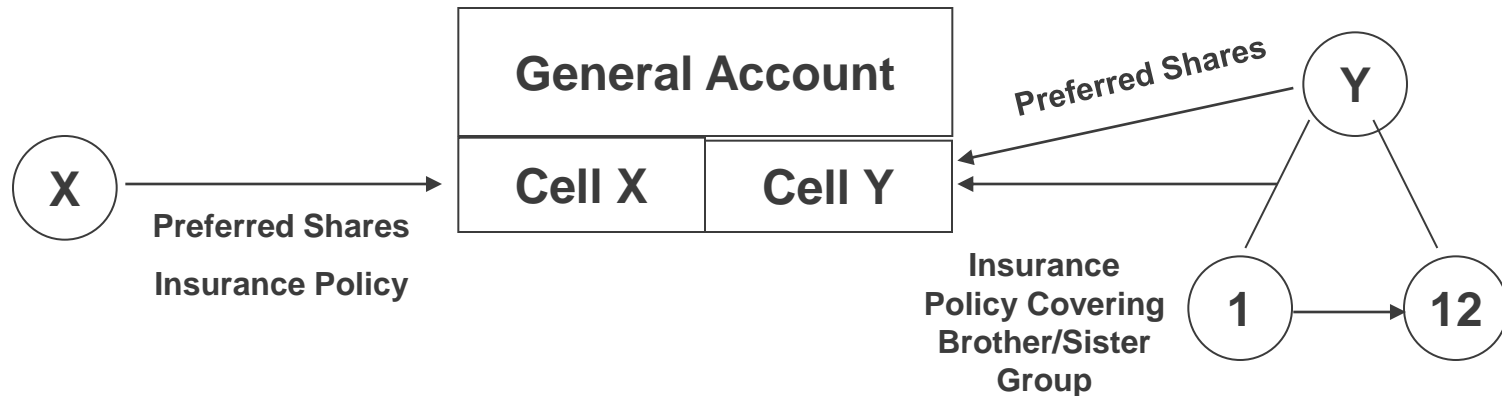 General Account
Preferred Shares
Y
X
Cell X
Cell Y
Preferred Shares
Insurance Policy
Insurance
Policy Covering
Brother/Sister
Group
1
12